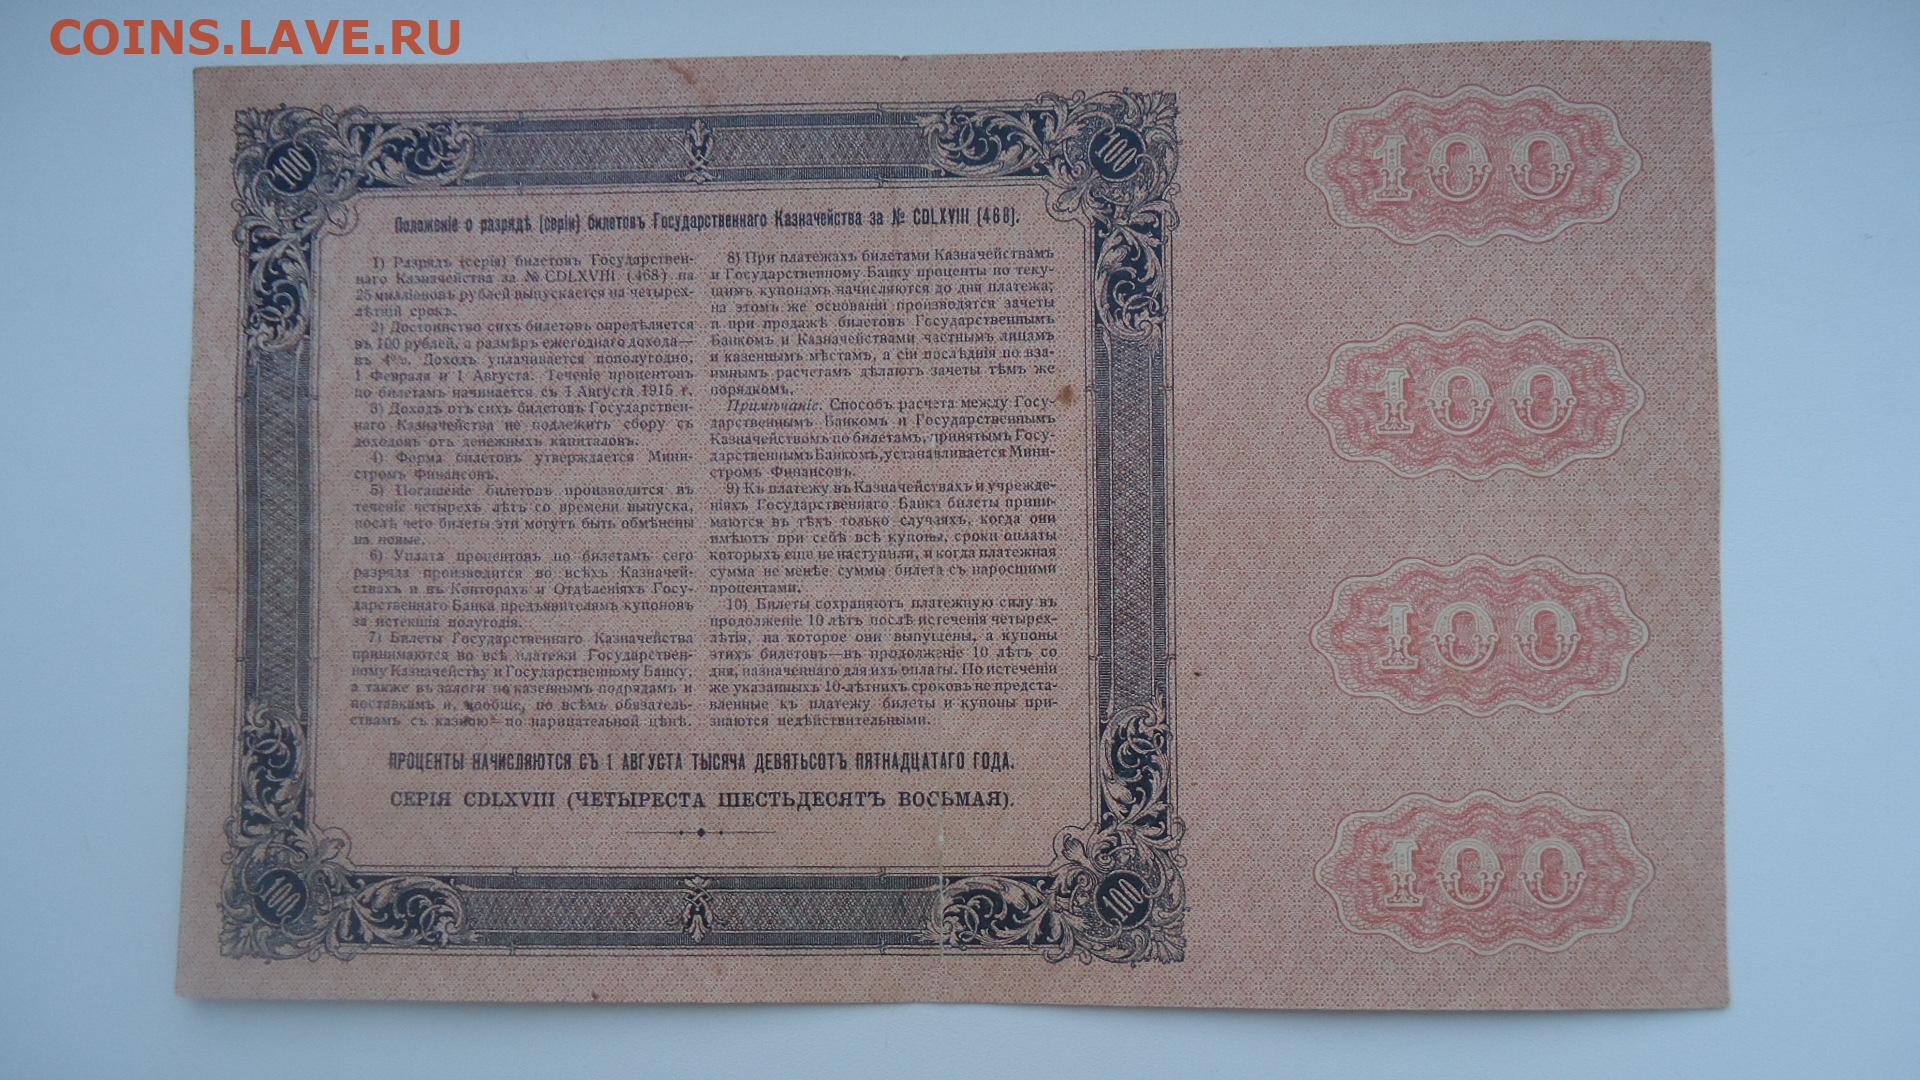 COINS.LAVE.RU
100
100
Положеніе о разрядѣ (серіи) билетовъ Государственнаго Казначейства за № CDLXVIII (468).
1) Разрядъ (серія) билетовъ Государствен-
наго Казначейства за № CDLXVIII (468) на
25 милліоновъ рублей выпускается на четырех-
лѣтній срокъ.
2) Достоинство сихъ билетовъ опредѣляется
въ 100 рублей, а размѣръ ежегоднаго дохода—
въ 4%. Доходъ уплачивается пополугодно,
1 Февраля и 1 Августа. Теченіе процентовъ
по билетамъ начинается съ 1 Августа 1915 г.
3) Доходъ отъ сихъ билетовъ Государствен-
наго Казначейства не подлежитъ сбору съ
доходовъ отъ денежныхъ капиталовъ.
4) Форма билетовъ утверждается Мини-
стромъ Финансовъ.
5) Погашеніе билетовъ производится въ
теченіе четырехъ лѣтъ со времени выпуска,
послѣ чего билеты эти могутъ быть обмѣнены
на новые.
6) Уплата процентовъ по билетамъ сего
разряда производится во всѣхъ Казначей-
ствахъ и въ Конторахъ и Отдѣленіяхъ Госу-
дарственнаго Банка предъявителямъ купоновъ
за истекшія полугодія.
7) Билеты Государственнаго Казначейства
принимаются во всѣ платежи Государствен-
ному Казначейству и Государственному Банку,
а также въ залоги по казеннымъ подрядамъ и
поставкамъ и, вообще, по всѣмъ обязатель-
ствамъ съ казною—по нарицательной цѣнѣ.
8) При платежахъ билетами Казначействамъ
и Государственному Банку проценты по теку-
щимъ купонамъ начисляются до дня платежа;
на этомъ же основаніи производятся зачеты
и при продажѣ билетовъ Государственнымъ
Банкомъ и Казначействами частнымъ лицамъ
и казеннымъ мѣстамъ, а сіи послѣднія по вза-
имнымъ расчетамъ дѣлаютъ зачеты тѣмъ же
порядкомъ.
Примѣчаніе. Способъ расчета между Госу-
дарственнымъ Банкомъ и Государственнымъ
Казначействомъ по билетамъ, принятымъ Госу-
дарственнымъ Банкомъ, устанавливается Мини-
стромъ Финансовъ.
9) Къ платежу въ Казначействахъ и учрежде-
ніяхъ Государственнаго Банка билеты прини-
маются въ тѣхъ только случаяхъ, когда они
имѣютъ при себѣ всѣ купоны, сроки оплаты
которыхъ еще не наступили, и когда платежная
сумма не менѣе суммы билета съ наросшими
процентами.
10) Билеты сохраняютъ платежную силу въ
продолженіе 10 лѣтъ послѣ истеченія четырех-
лѣтія, на которое они выпущены, а купоны
этихъ билетовъ—въ продолженіе 10 лѣтъ со
дня, назначеннаго для ихъ оплаты. По истеченіи
же указанныхъ 10-лѣтнихъ сроковъ не предста-
вленные къ платежу билеты и купоны при-
знаются недѣйствительными.
ПРОЦЕНТЫ НАЧИСЛЯЮТСЯ СЪ 1 АВГУСТА ТЫСЯЧА ДЕВЯТЬСОТЪ ПЯТНАДЦАТАГО ГОДА.
СЕРІЯ CDLXVIII (ЧЕТЫРЕСТА ШЕСТЬДЕСЯТЪ ВОСЬМАЯ).
100
100
100
100
100
100